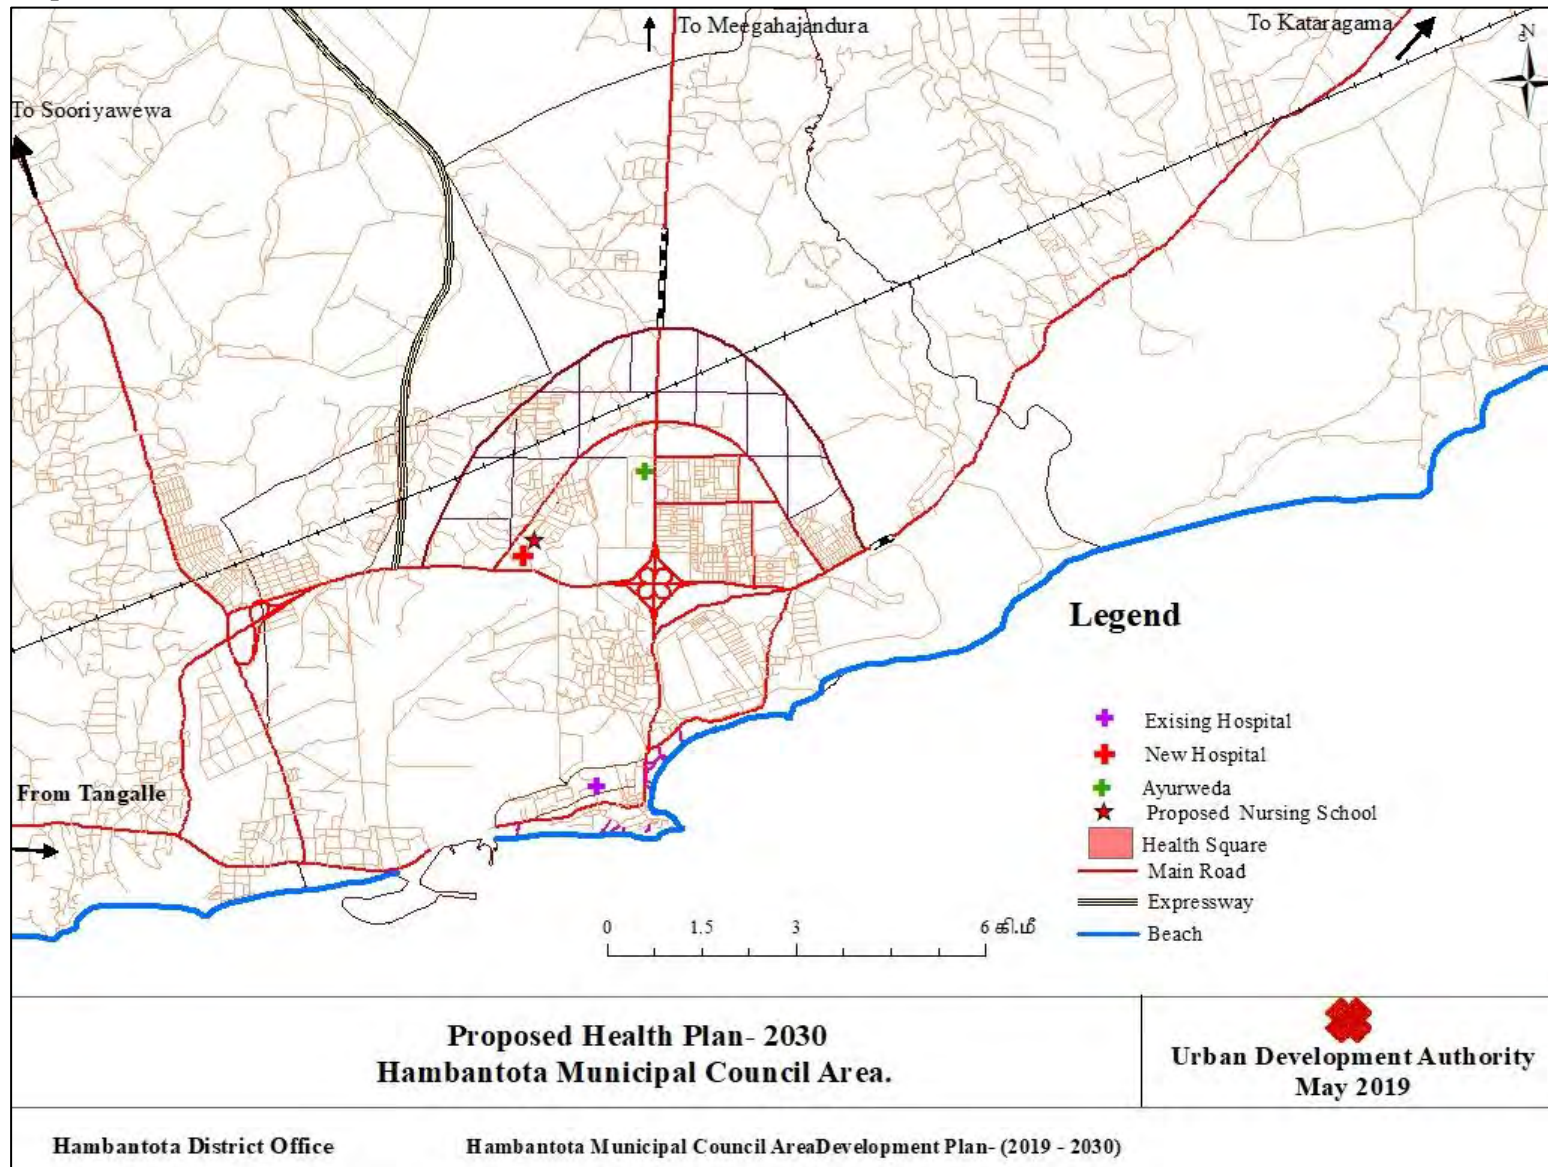 To Meegahajandura
To Kataragama
N
To Sooriyawewa
From Tangalle
Legend
Exising Hospital
New Hospital
Ayurweda
Proposed Nursing School
Health Square
Main Road
Expressway
Beach
0 1.5 3 6 கி.மீ
Proposed Health Plan- 2030
Hambantota Municipal Council Area.
Urban Development Authority
May 2019
Hambantota District Office
Hambantota Municipal Council AreaDevelopment Plan- (2019 - 2030)